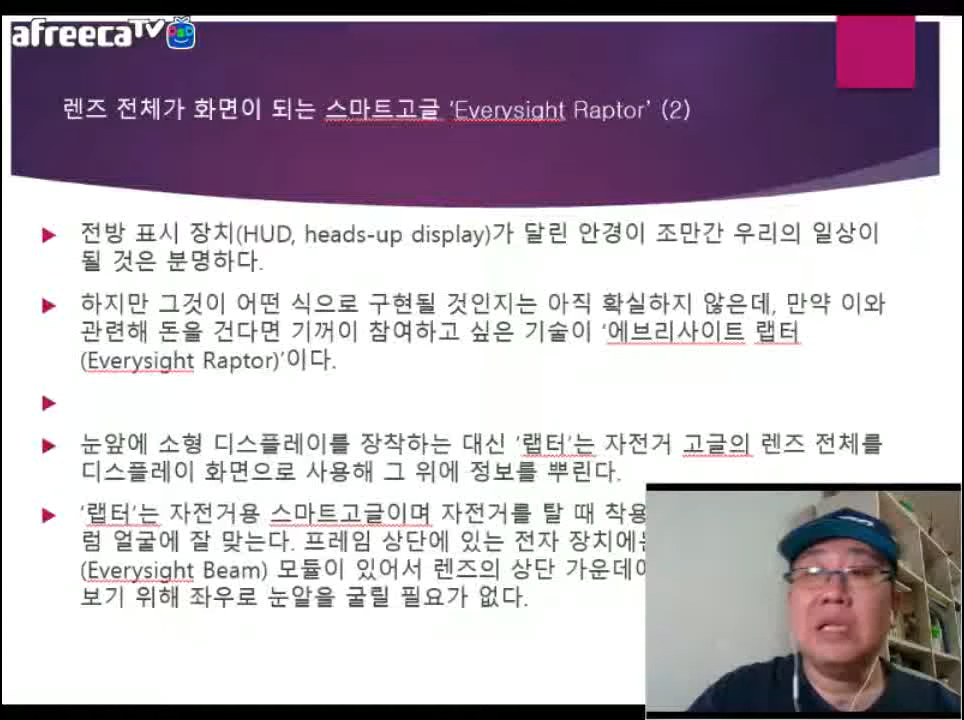 afreecaTV
렌즈 전체가 화면이 되는 스마트고글 ‘Everysight Raptor’ (2)
전방 표시 장치(HUD, heads-up display)가 달린 안경이 조만간 우리의 일상이
될 것은 분명하다.
하지만 그것이 어떤 식으로 구현될 것인지는 아직 확실하지 않은데, 만약 이와
관련해 돈을 건다면 기꺼이 참여하고 싶은 기술이 ‘에브리사이트 랩터
(Everysight Raptor)’이다.
눈앞에 소형 디스플레이를 장착하는 대신 ‘랩터’는 자전거 고글의 렌즈 전체를
디스플레이 화면으로 사용해 그 위에 정보를 뿌린다.
‘랩터’는 자전거용 스마트고글이며 자전거를 탈 때 착용
럼 얼굴에 잘 맞는다. 프레임 상단에 있는 전자 장치에는
(Everysight Beam) 모듈이 있어서 렌즈의 상단 가운데
보기 위해 좌우로 눈알을 굴릴 필요가 없다.